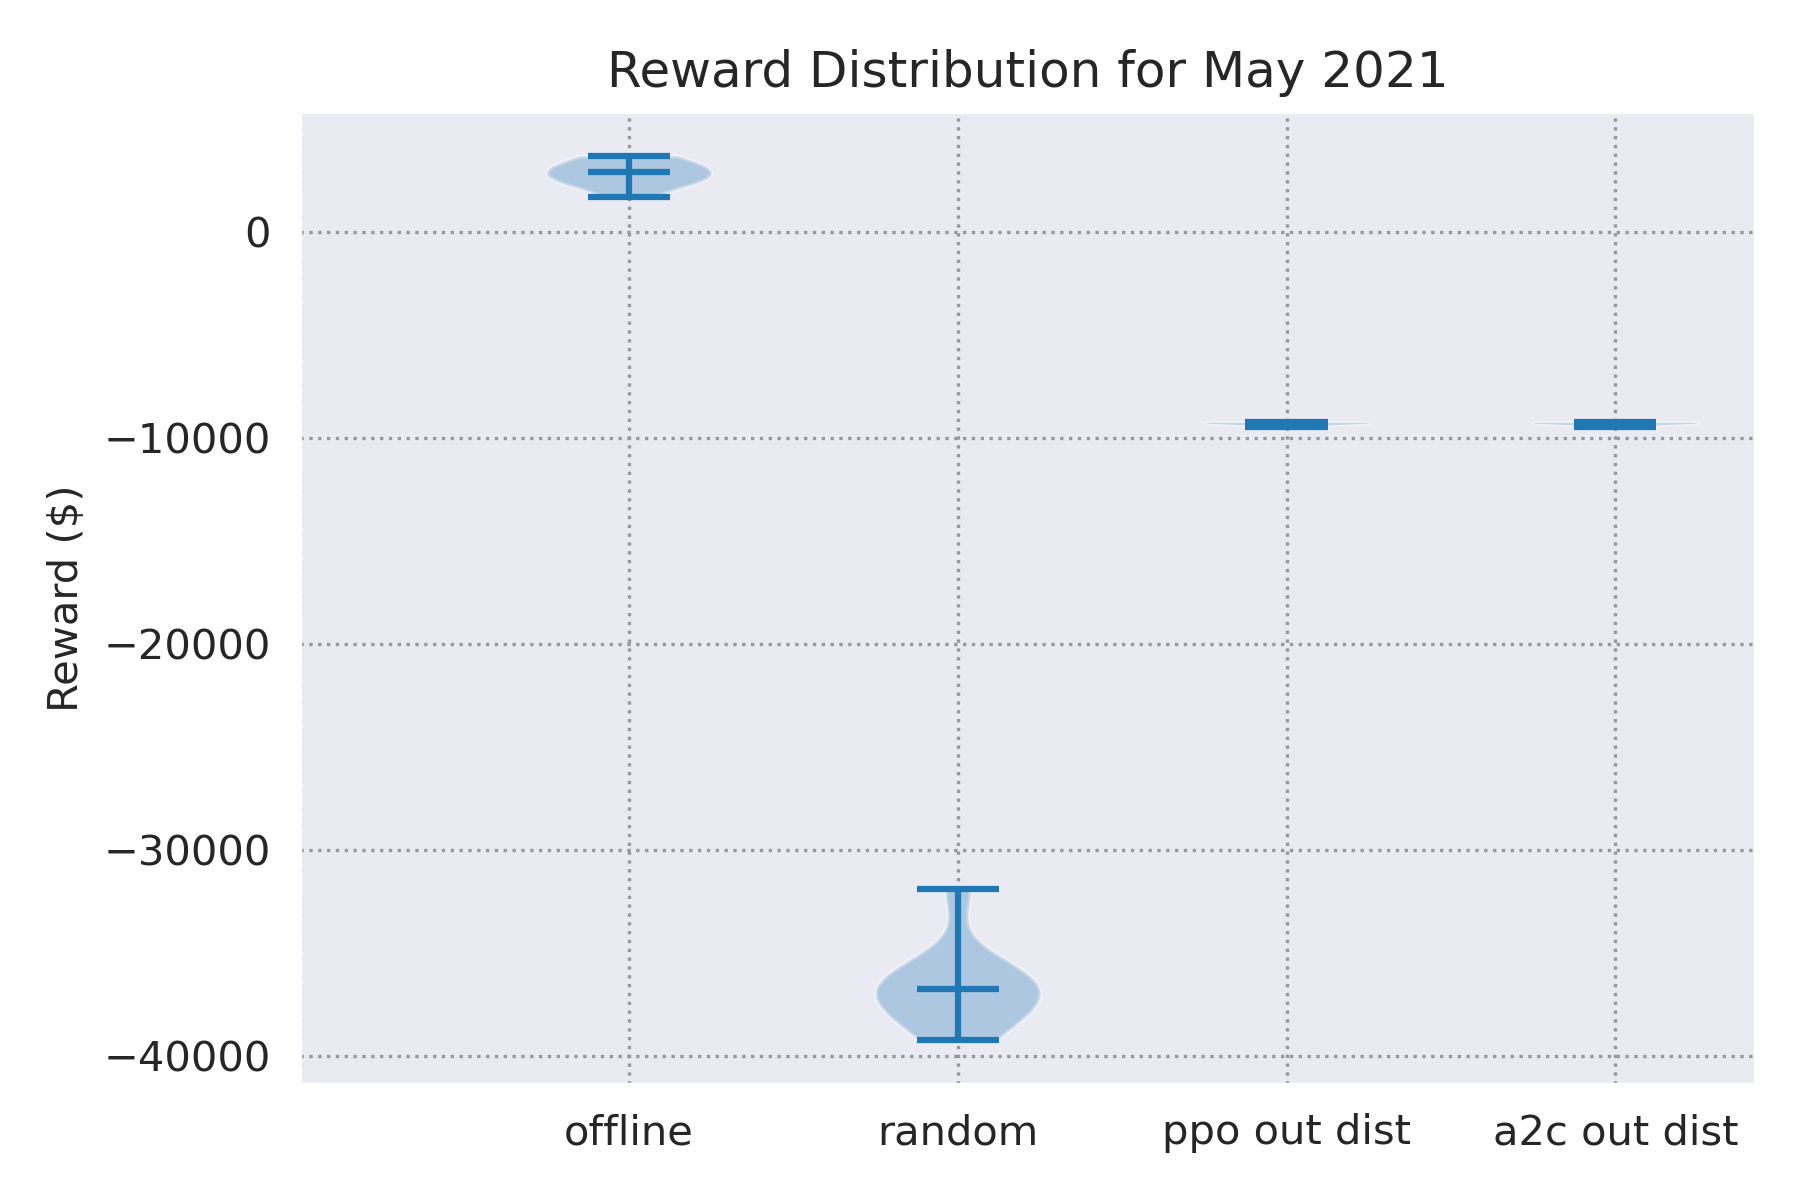 Reward Distribution for May 2021
Reward ($)
0
−10000
−20000
−30000
−40000
offline
random
ppo out dist
a2c out dist